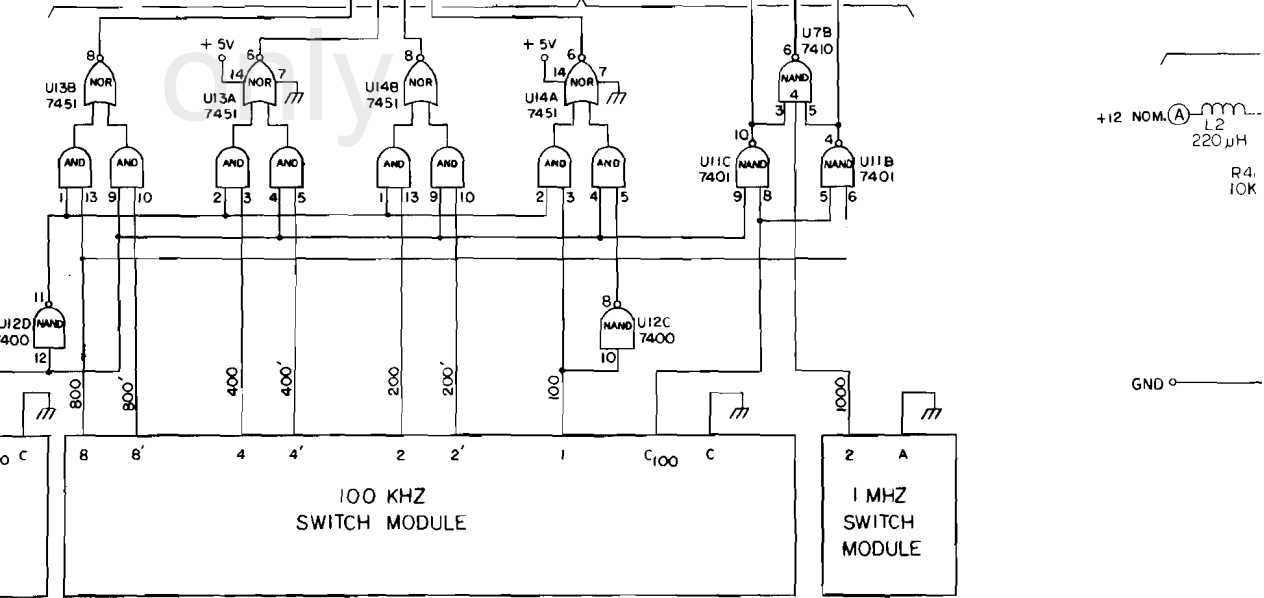 only
8
U13B
7451
NOR
+ 5V
6
14
7
NOR
U13A
7451
8
U14B
7451
NOR
+ 5V
6
14
7
NOR
U14A
7451
U7B
7410
6
NAND
4
3
5
AND
1
13
AND
9
10
AND
2
3
AND
4
5
AND
1
13
AND
9
10
AND
2
3
AND
4
5
10
U11C
7401
NAND
9
8
4
NAND
U11B
7401
5
6
+12 NOM.
A
L2
220 µH
10K
11
U12D
NAND
7400
12
8
NAND
U12C
7400
10
800
800'
400
400'
200
200'
100
1000
GND
C
8
8'
4
4'
2
2'
1
C100
C
100 KHZ
SWITCH MODULE
2
A
1 MHZ
SWITCH
MODULE